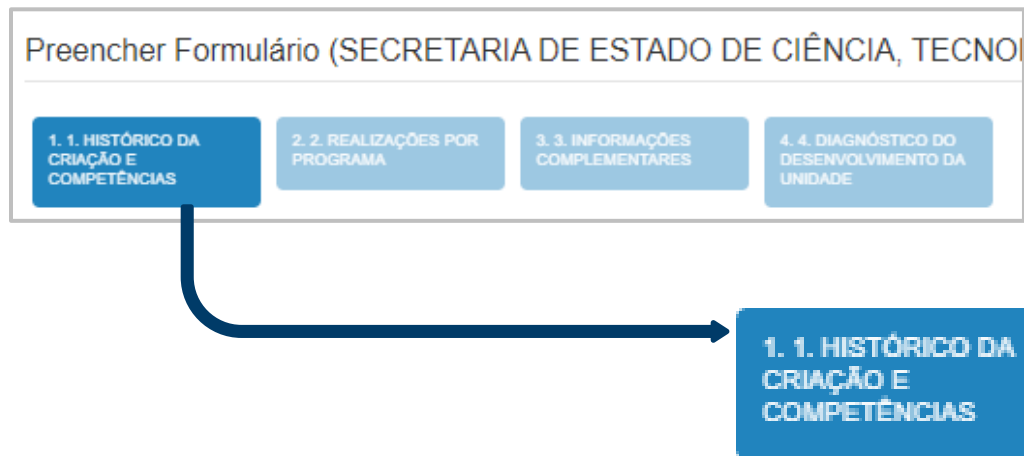 Preencher Formulário (SECRETARIA DE ESTADO DE CIÊNCIA, TECNO
1. 1. HISTÓRICO DA
CRIAÇÃO E
COMPETÊNCIAS
2. 2. REALIZAÇÕES POR
PROGRAMA
3. 3. INFORMAÇÕES
COMPLEMENTARES
4. 4. DIAGNÓSTICO DO
DESENVOLVIMENTO DA
UNIDADE
1. 1. HISTÓRICO DA
CRIAÇÃO E
COMPETÊNCIAS